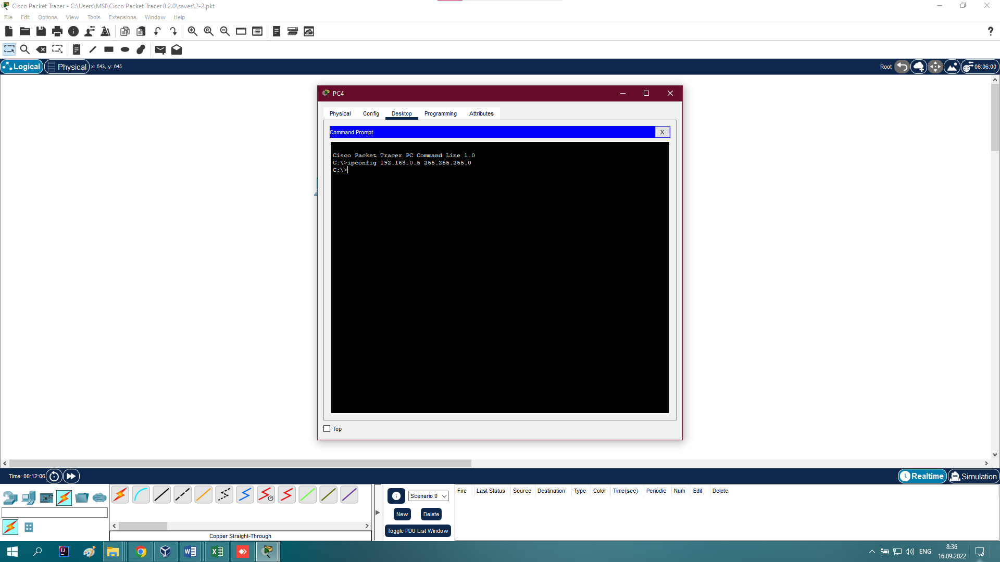 Cisco Packet Tracer - C:\Users\MSI\Cisco Packet Tracer 8.2.0\saves\2-2.pkt
File Edit Options View Tools Extensions Window Help
Logical Physical x: 543, y: 645 Root 06:06:00
PC4
Physical Config Desktop Programming Attributes
Command Prompt X
Cisco Packet Tracer PC Command Line 1.0
C:\>ipconfig 192.168.0.5 255.255.255.0
C:\>
Top
Time: 00:12:06 Realtime Simulation
Scenario 0
New Delete
Toggle PDU List Window
Fire Last Status Source Destination Type Color Time(sec) Periodic Num Edit Delete
Copper Straight-Through
ENG
8:36
16.09.2022